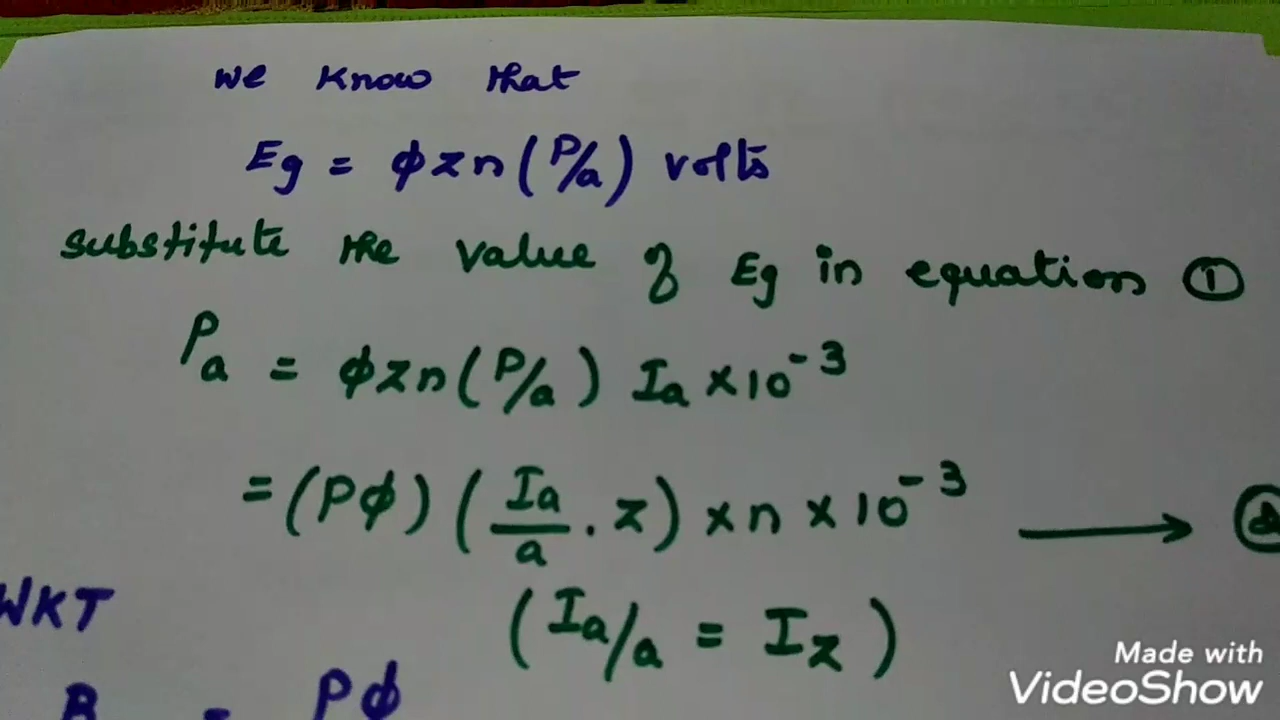 We know that
Eg = ϕzn(P/a) volts
substitute the value of Eg in equation ①
Pa = ϕzn(P/a) Ia × 10⁻³
= (Pϕ) (Ia/a . z) × n × 10⁻³ ⟶ ②
WKT
(Ia/a = Iz)
B = Pϕ
Made with
VideoShow